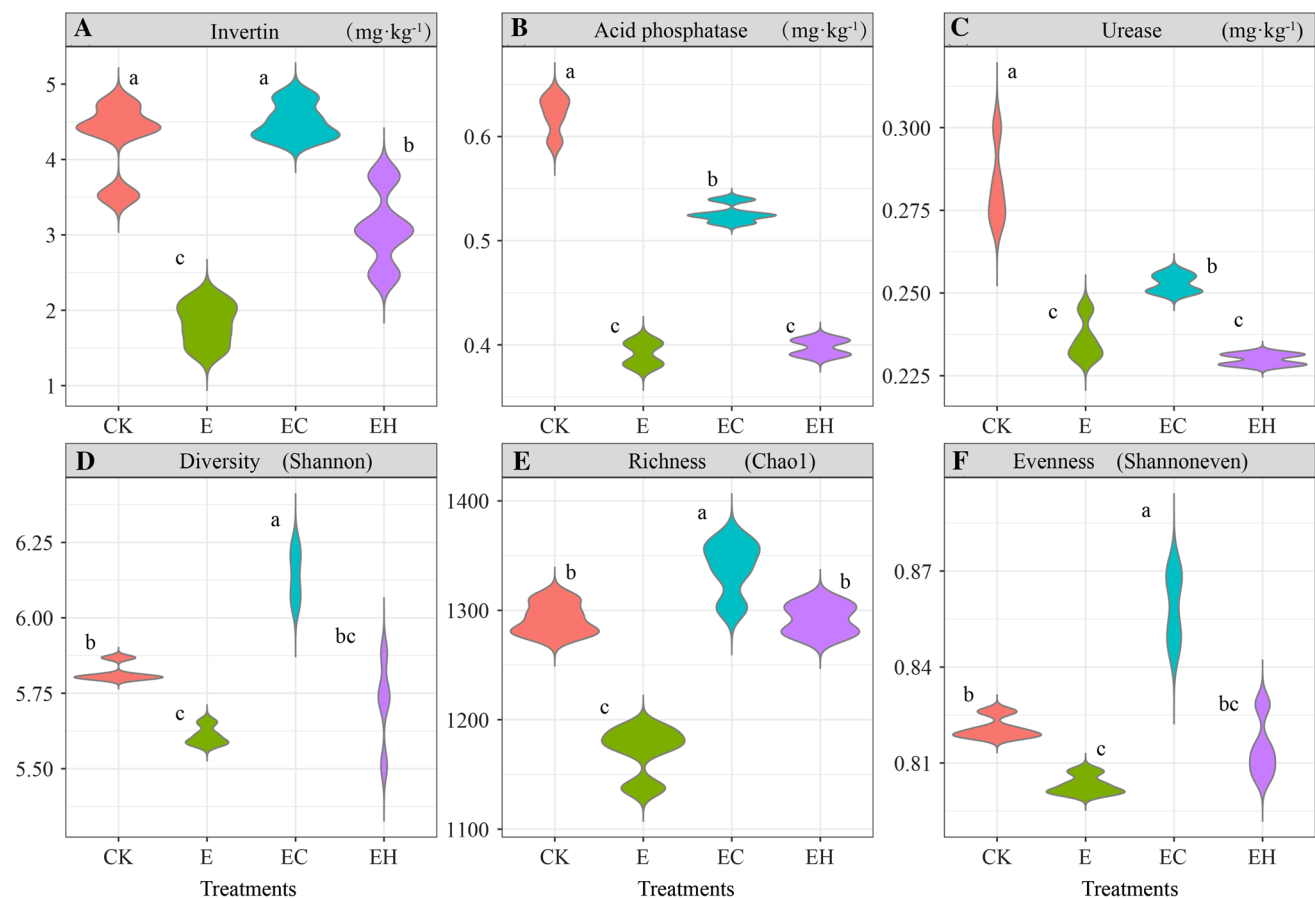 A Invertin (mg·kg⁻¹)
5
4
3
2
1
a
c
a
b
CK E EC EH
B Acid phosphatase (mg·kg⁻¹)
0.6
0.5
0.4
a
c
b
c
CK E EC EH
C Urease (mg·kg⁻¹)
0.300
0.275
0.250
0.225
a
c
b
c
CK E EC EH
D Diversity (Shannon)
6.25
6.00
5.75
5.50
b
c
a
bc
CK E EC EH
Treatments
E Richness (Chao1)
1400
1300
1200
1100
b
c
a
b
CK E EC EH
Treatments
F Evenness (Shannoneven)
0.87
0.84
0.81
b
c
a
bc
CK E EC EH
Treatments